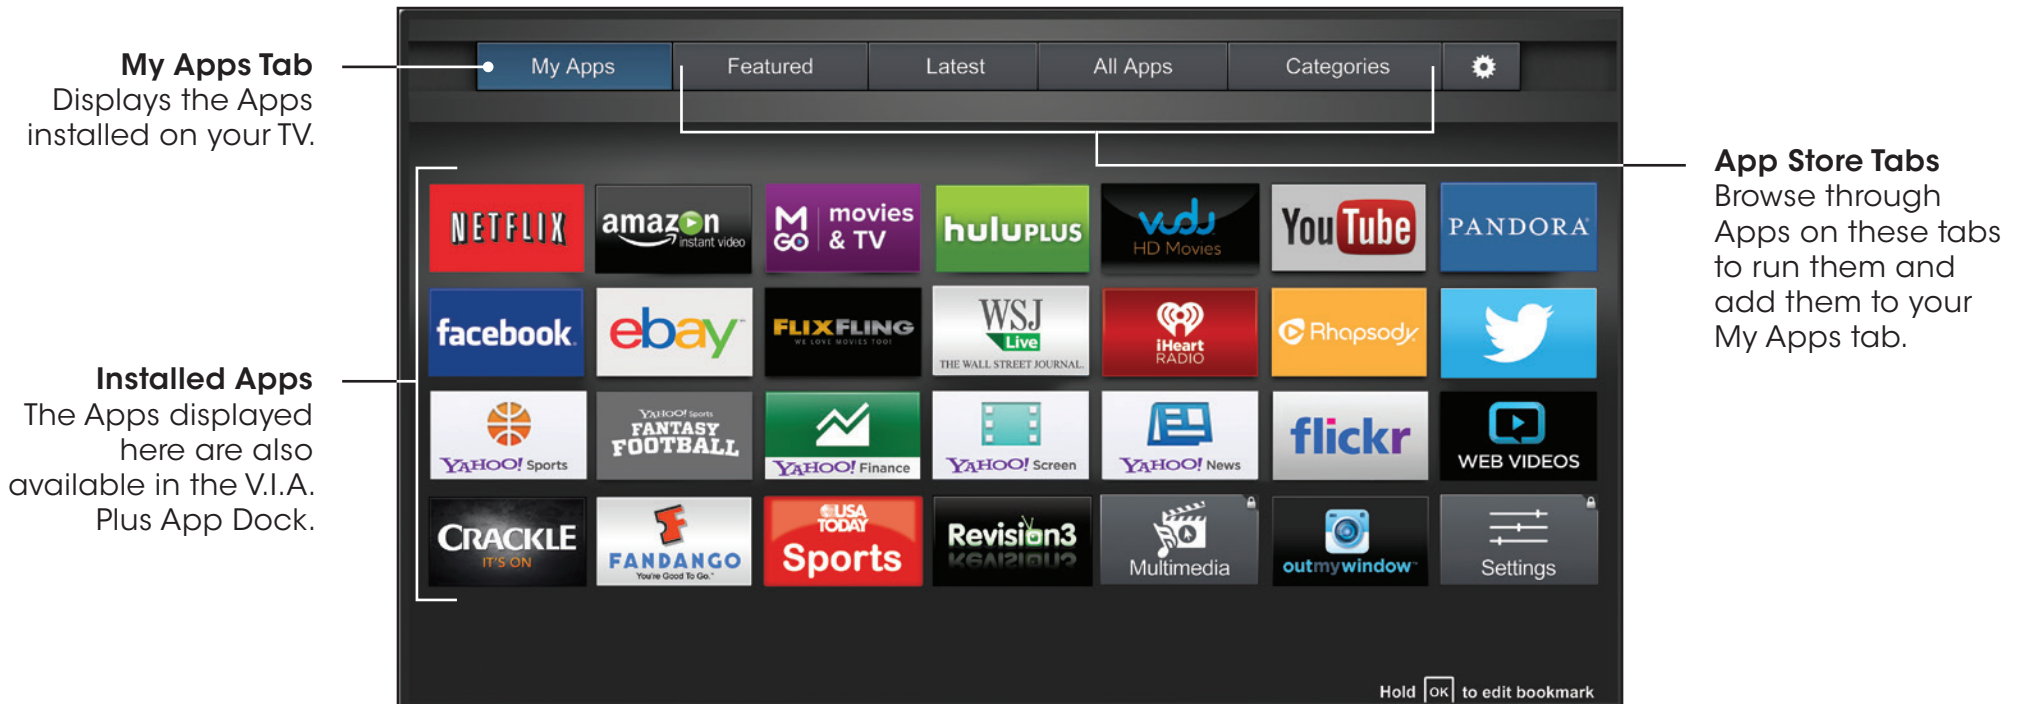 My Apps Tab
Displays the Apps
installed on your TV.
Installed Apps
The Apps displayed
here are also
available in the V.I.A.
Plus App Dock.
My Apps
Featured
Latest
All Apps
Categories
NETFLIX
amazon
instant video
M
GO
movies
& TV
huluPLUS
vudu
HD Movies
YouTube
PANDORA
facebook
ebay
FLIXFLING
WE LOVE MOVIES TOO!
WSJ
Live
THE WALL STREET JOURNAL.
iHeart
RADIO
Rhapsody
YAHOO! Sports
YAHOO! Sports
FANTASY
FOOTBALL
YAHOO! Finance
YAHOO! Screen
YAHOO! News
flickr
WEB VIDEOS
CRACKLE
IT'S ON
FANDANGO
You're Good To Go.™
USA
TODAY
Sports
Revision3
Multimedia
outmywindow
Settings
Hold OK to edit bookmark
App Store Tabs
Browse through
Apps on these tabs
to run them and
add them to your
My Apps tab.